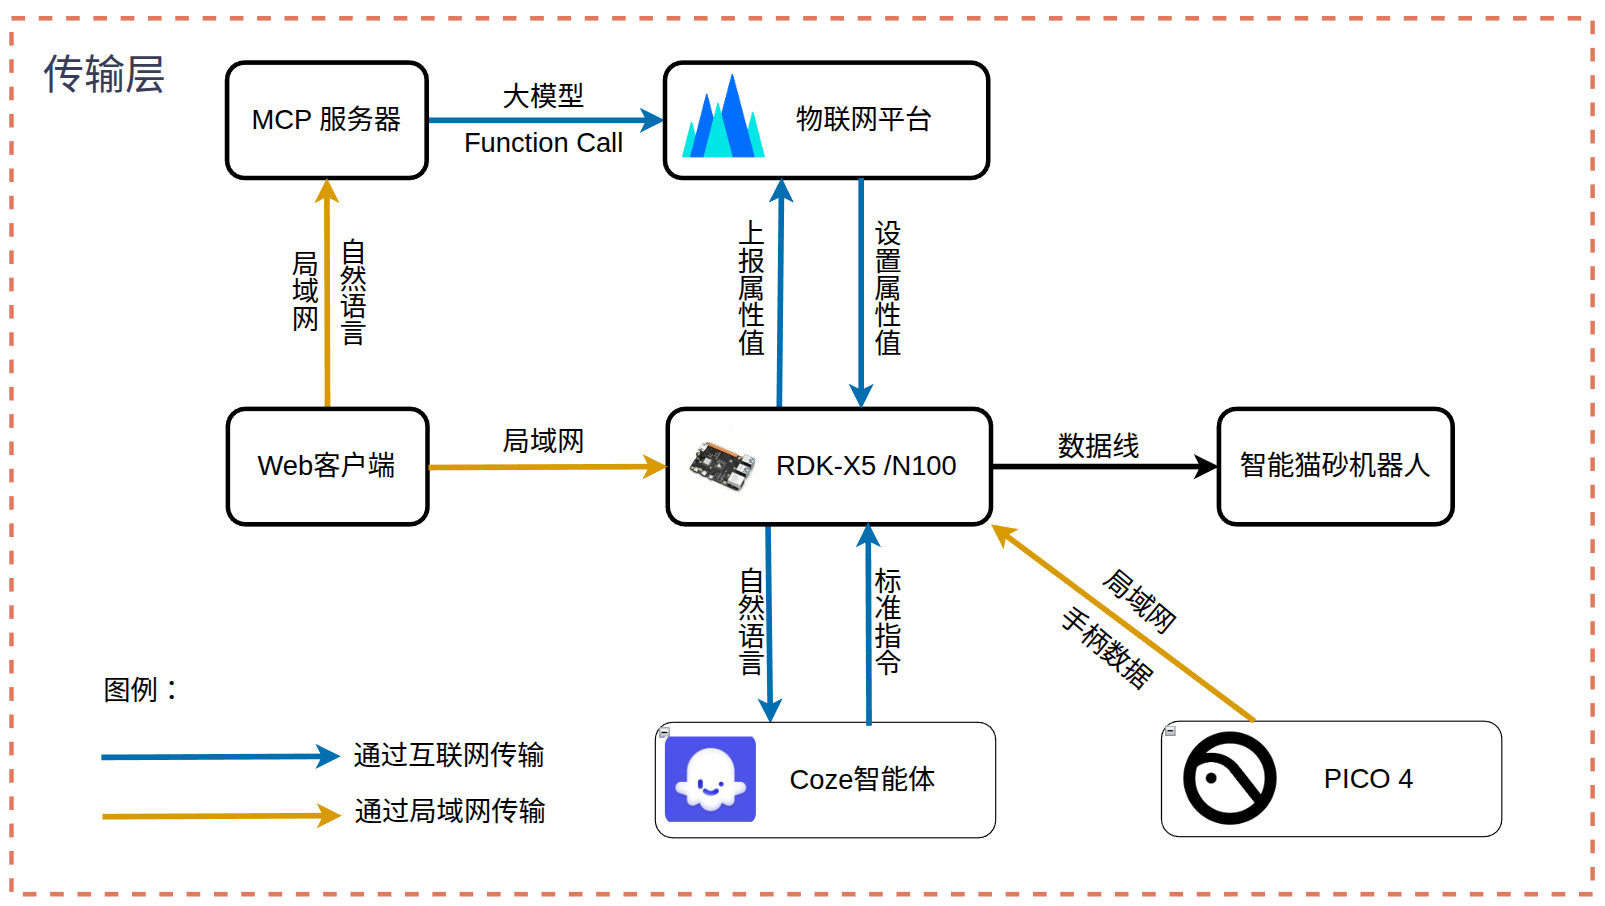 传输层
MCP 服务器
大模型
Function Call
物联网平台
局域网
自然语言
上报属性值
设置属性值
Web客户端
局域网
RDK-X5 /N100
数据线
智能猫砂机器人
自然语言
标准指令
局域网
手柄数据
图例：
通过互联网传输
通过局域网传输
Coze智能体
PICO 4